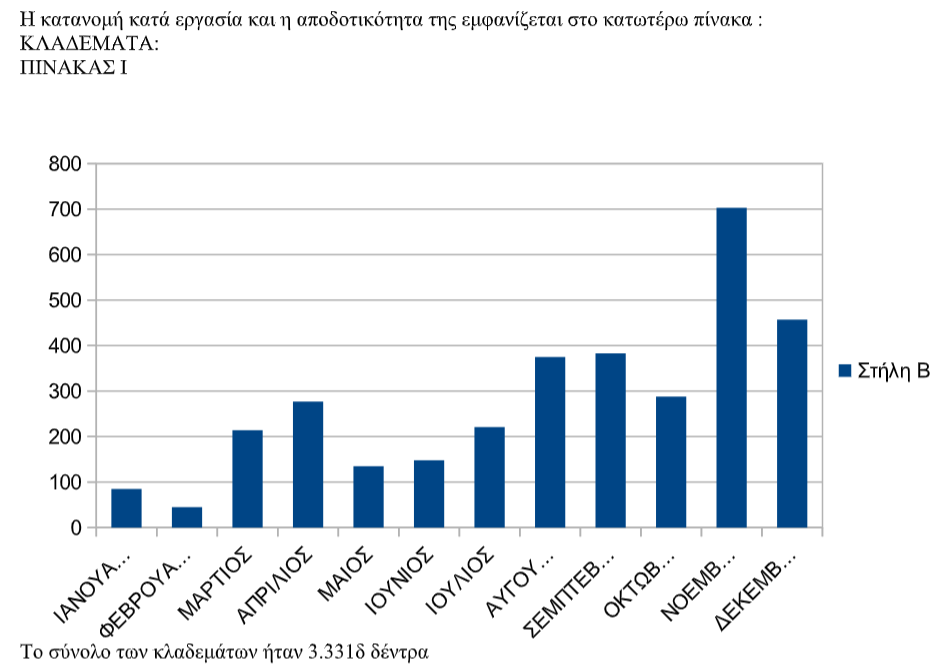 Η κατανομή κατά εργασία και η αποδοτικότητα της εμφανίζεται στο κατωτέρω πίνακα :
ΚΛΑΔΕΜΑΤΑ:
ΠΙΝΑΚΑΣ Ι
800
700
600
500
400
300
200
100
0
Στήλη B
ΙΑΝΟΥΑ...
ΦΕΒΡΟΥΑ...
ΜΑΡΤΙΟΣ
ΑΠΡΙΛΙΟΣ
ΜΑΙΟΣ
ΙΟΥΝΙΟΣ
ΙΟΥΛΙΟΣ
ΑΥΓΟΥ...
ΣΕΜΠΤΕΒ...
ΟΚΤΩΒ...
ΝΟΕΜΒ...
ΔΕΚΕΜΒ...
Το σύνολο των κλαδεμάτων ήταν 3.331δ δέντρα